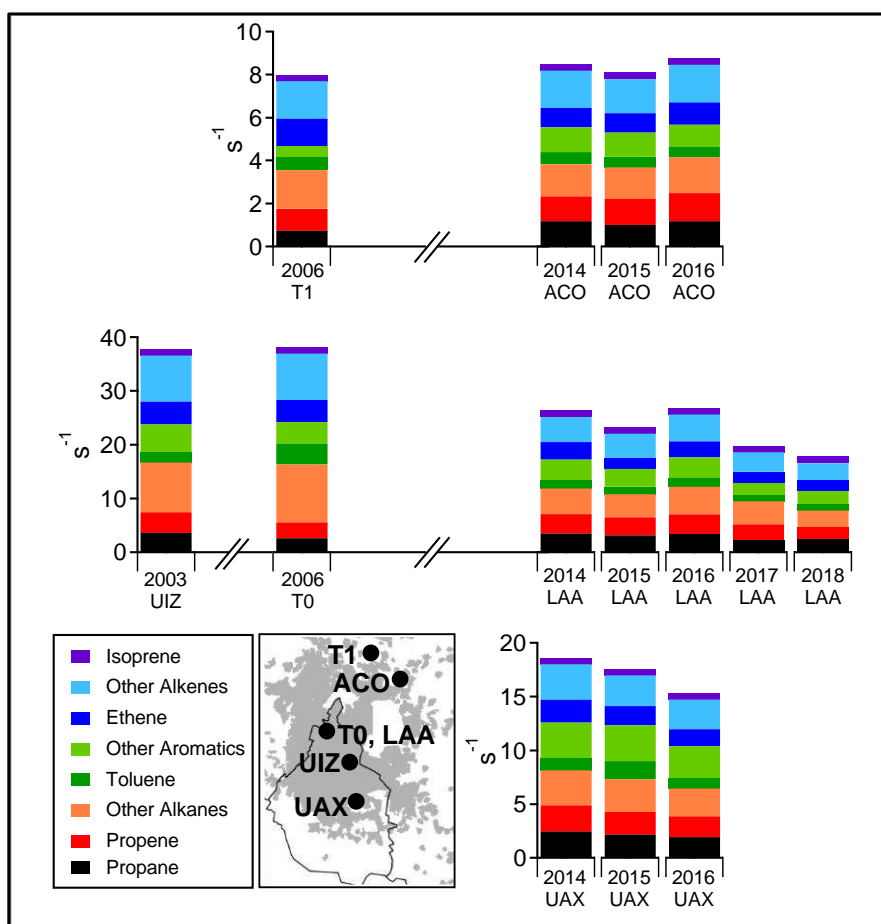 10
8
6
4
2
0
s-1
2006 2014 2015 2016
T1 ACO ACO ACO
40
30
20
10
0
s-1
2003 2006 2014 2015 2016 2017 2018
UIZ T0 LAA LAA LAA LAA LAA
Isoprene
Other Alkenes
Ethene
Other Aromatics
Toluene
Other Alkanes
Propene
Propane
T1
ACO
T0, LAA
UIZ
UAX
20
15
10
5
0
s-1
2014 2015 2016
UAX UAX UAX